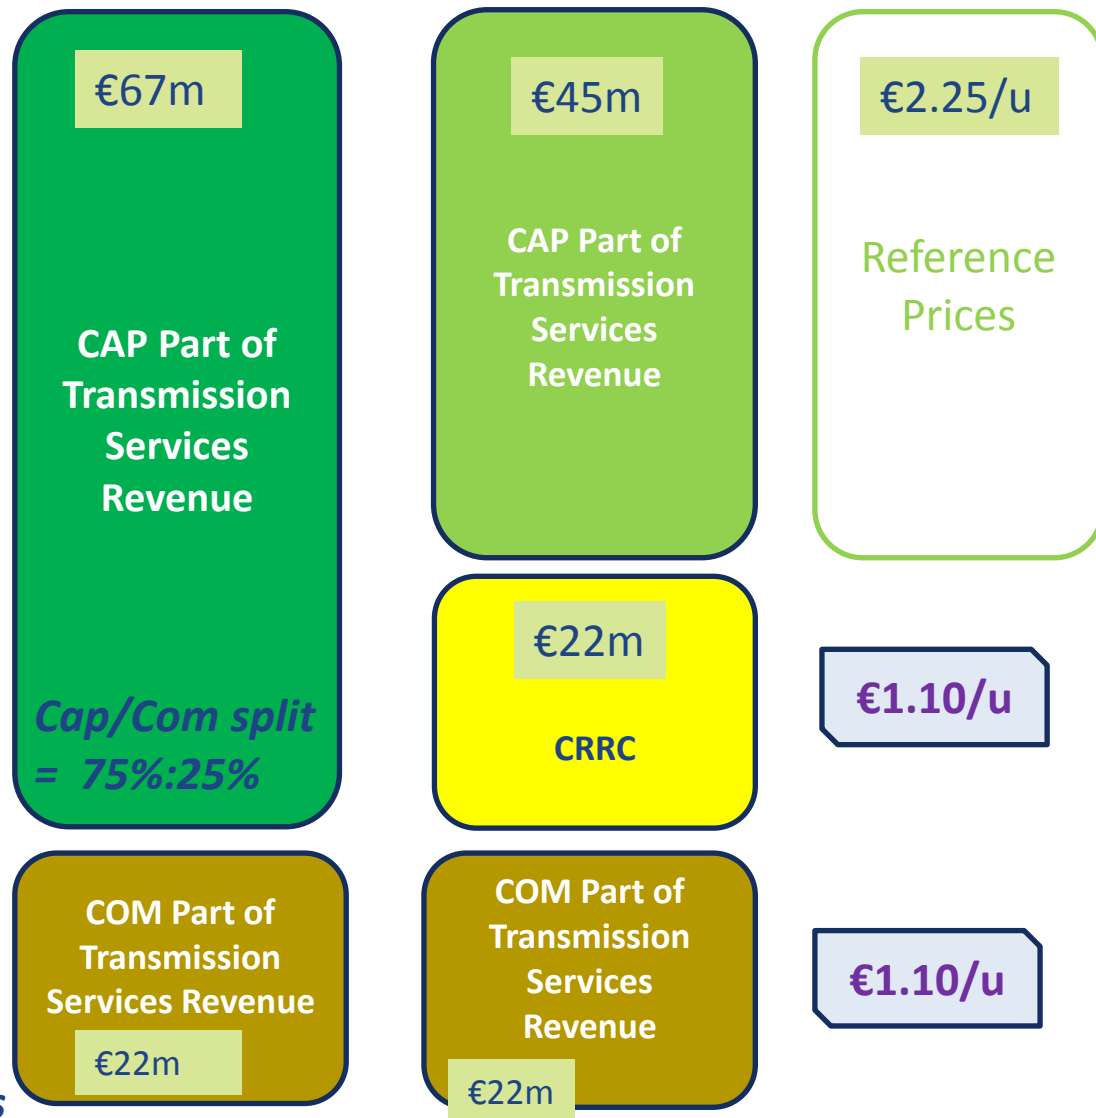 €67m
CAP Part of
Transmission
Services
Revenue
Cap/Com split
= 75%:25%
€45m
CAP Part of
Transmission
Services
Revenue
€2.25/u
Reference
Prices
€22m
CRRC
€1.10/u
COM Part of
Transmission
Services Revenue
€22m
COM Part of
Transmission
Services
Revenue
€22m
€1.10/u